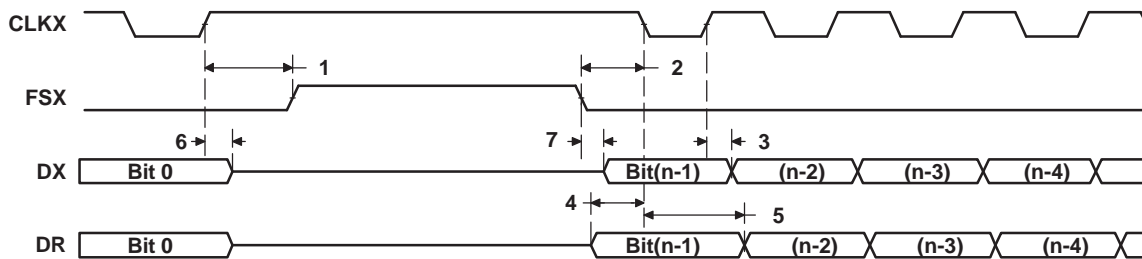 CLKX
1
2
FSX
6
7
3
DX
Bit 0
Bit(n-1)
(n-2)
(n-3)
(n-4)
4
5
DR
Bit 0
Bit(n-1)
(n-2)
(n-3)
(n-4)